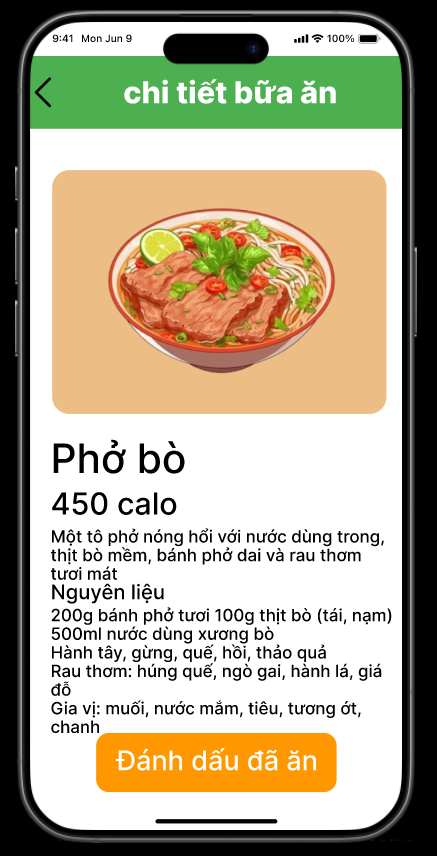 9:41 Mon Jun 9
100%
chi tiết bữa ăn
Phở bò
450 calo
Một tô phở nóng hổi với nước dùng trong,
thịt bò mềm, bánh phở dai và rau thơm
tươi mát
Nguyên liệu
200g bánh phở tươi 100g thịt bò (tái, nạm)
500ml nước dùng xương bò
Hành tây, gừng, quế, hồi, thảo quả
Rau thơm: húng quế, ngò gai, hành lá, giá
đỗ
Gia vị: muối, nước mắm, tiêu, tương ớt,
chanh
Đánh dấu đã ăn